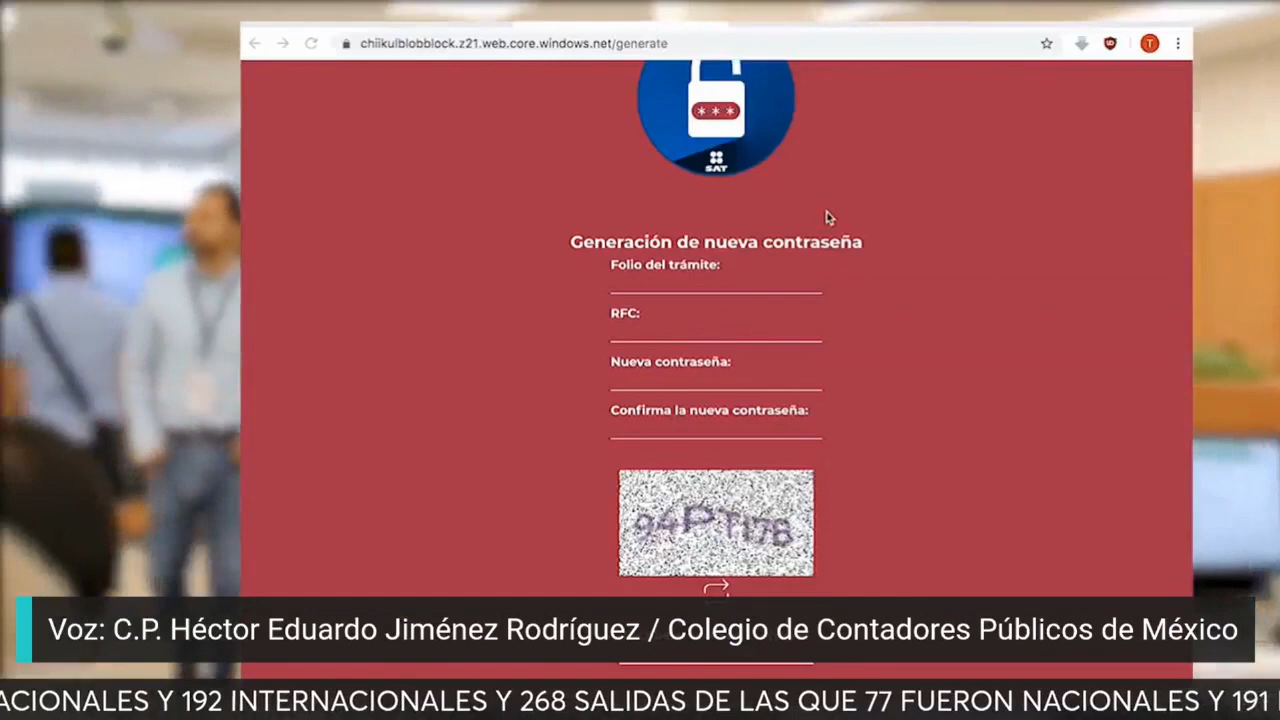 chiikulblobblock.z21.web.core.windows.net/generate
T
***
SAT
Generación de nueva contraseña
Folio del trámite:
RFC:
Nueva contraseña:
Confirma la nueva contraseña:
94PT178
Voz: C.P. Héctor Eduardo Jiménez Rodríguez / Colegio de Contadores Públicos de México
ACIONALES Y 192 INTERNACIONALES Y 268 SALIDAS DE LAS QUE 77 FUERON NACIONALES Y 191